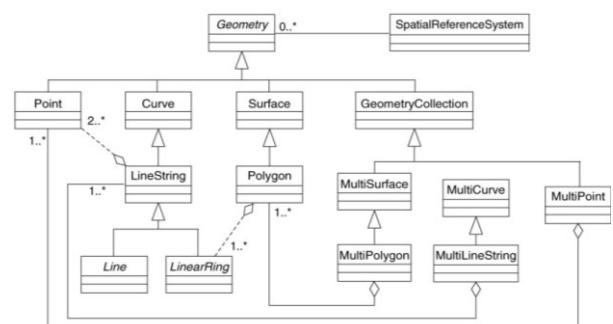 Geometry
0..*
SpatialReferenceSystem
Point
Curve
Surface
GeometryCollection
1..*
2..*
LineString
Polygon
MultiSurface
MultiCurve
MultiPoint
1..*
1..*
1..*
Line
LinearRing
MultiPolygon
MultiLineString